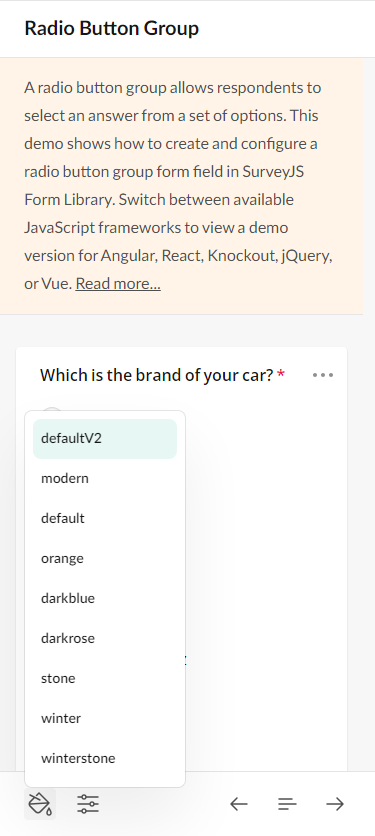 Radio Button Group
A radio button group allows respondents to
select an answer from a set of options. This
demo shows how to create and configure a
radio button group form field in SurveyJS
Form Library. Switch between available
JavaScript frameworks to view a demo
version for Angular, React, Knockout, jQuery,
or Vue. Read more...
Which is the brand of your car? *
defaultV2
modern
default
orange
darkblue
darkrose
stone
winter
winterstone